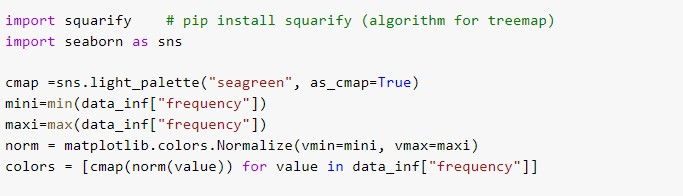 import squarify    # pip install squarify (algorithm for treemap)
import seaborn as sns
cmap =sns.light_palette("seagreen", as_cmap=True)
mini=min(data_inf["frequency"])
maxi=max(data_inf["frequency"])
norm = matplotlib.colors.Normalize(vmin=mini, vmax=maxi)
colors = [cmap(norm(value)) for value in data_inf["frequency"]]